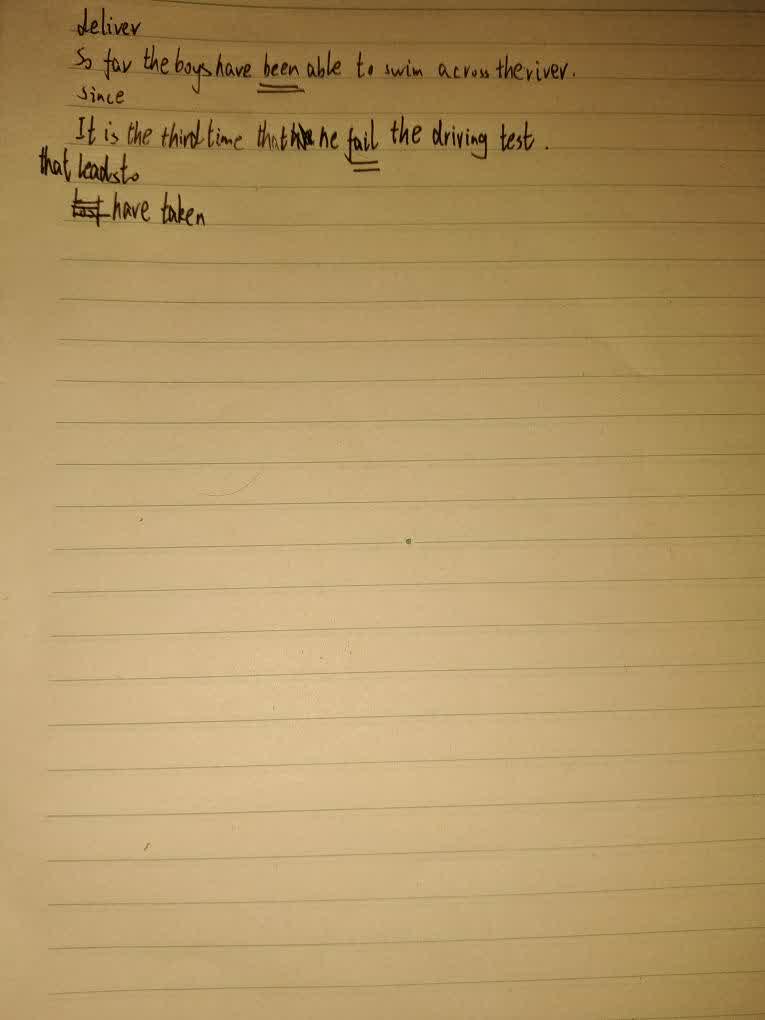 deliver
So far the boys have been able to swim across the river.
since
It is the third time that he fail the driving test.
that leads to
have taken